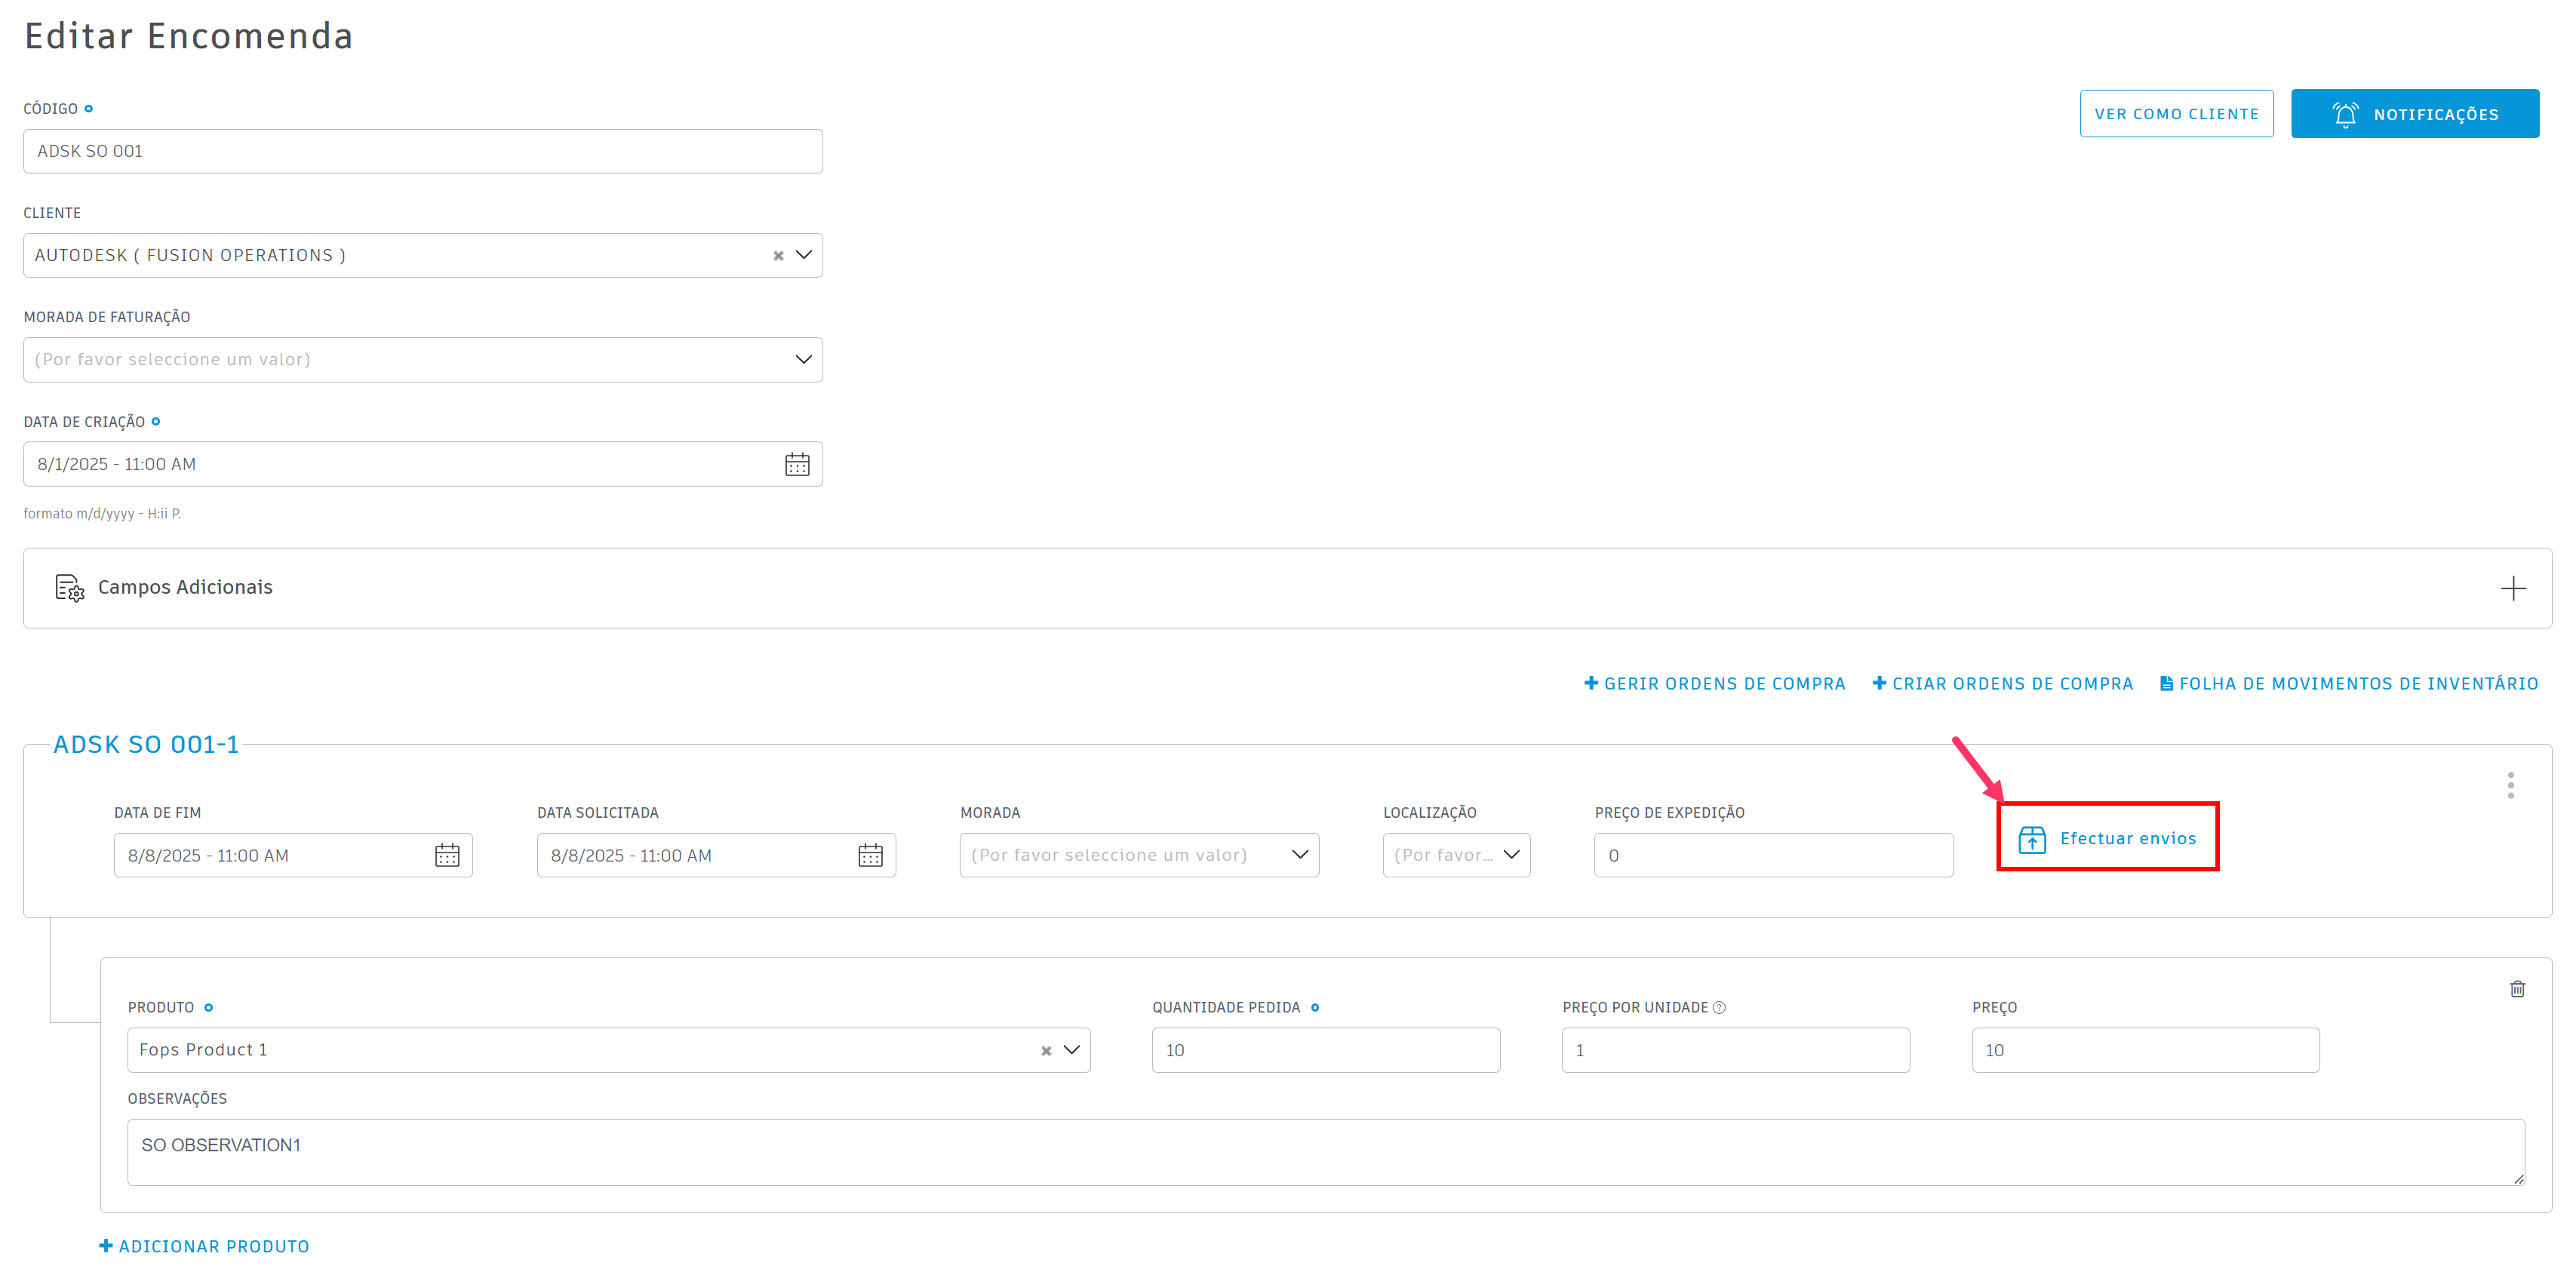 Editar Encomenda
CÓDIGO
VER COMO CLIENTE
NOTIFICAÇÕES
ADSK SO 001
CLIENTE
AUTODESK ( FUSION OPERATIONS )
MORADA DE FATURAÇÃO
(Por favor seleccione um valor)
DATA DE CRIAÇÃO
8/1/2025 - 11:00 AM
formato m/d/yyyy - H:ii P.
Campos Adicionais
GERIR ORDENS DE COMPRA CRIAR ORDENS DE COMPRA FOLHA DE MOVIMENTOS DE INVENTÁRIO
ADSK SO 001-1
DATA DE FIM DATA SOLICITADA MORADA LOCALIZAÇÃO PREÇO DE EXPEDIÇÃO
8/8/2025 - 11:00 AM 8/8/2025 - 11:00 AM (Por favor seleccione um valor) (Por favor... 0 Efectuar envios
PRODUTO QUANTIDADE PEDIDA PREÇO POR UNIDADE PREÇO
Fops Product 1 10 1 10
OBSERVAÇÕES
SO OBSERVATION1
ADICIONAR PRODUTO